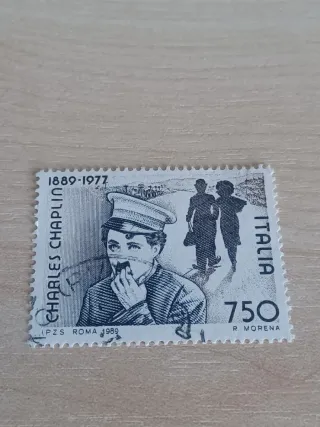 1889-1977
CHARLES CHAPLIN
ITALIA
750
IPZS ROMA 1989
R. MORENA